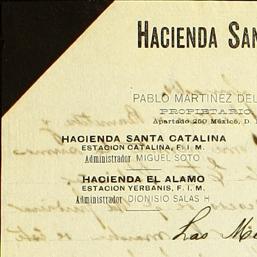 HACIENDA SAN
PABLO MARTINEZ DEL
PROPIETARIO
Apartado 250 México, D.
HACIENDA SANTA CATALINA
ESTACION CATALINA, F. I. M.
Administrador MIGUEL SOTO
HACIENDA EL ALAMO
ESTACION YERBANIS, F. I. M.
Administrador DIONISIO SALAS H
Las